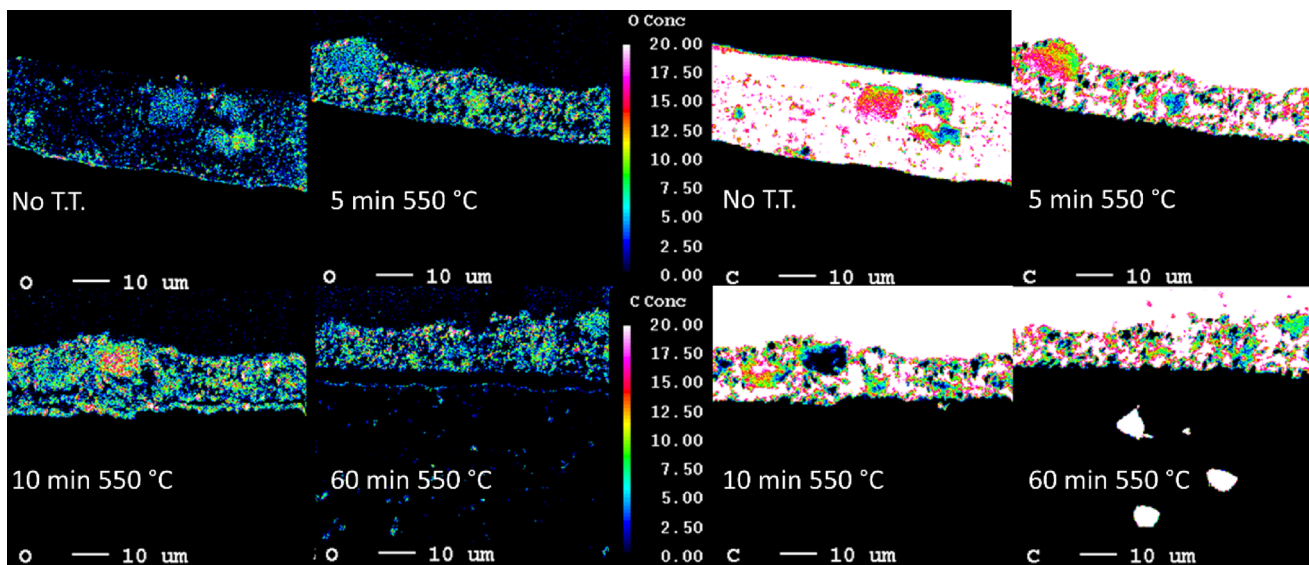 O Conc
20.00
17.50
15.00
12.50
10.00
7.50
5.00
2.50
0.00
No T.T.
5 min 550 °C
No T.T.
5 min 550 °C
O 10 um
O 10 um
C 10 um
C 10 um
C Conc
20.00
17.50
15.00
12.50
10.00
7.50
5.00
2.50
0.00
10 min 550 °C
60 min 550 °C
10 min 550 °C
60 min 550 °C
O 10 um
O 10 um
C 10 um
C 10 um